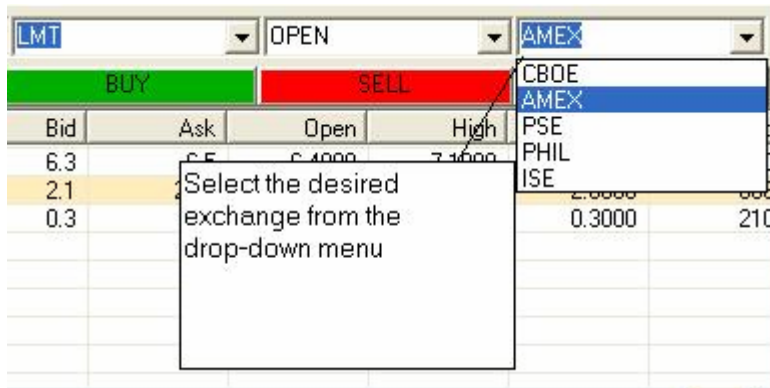 LMT OPEN AMEX
BUY SELL
CBOE
AMEX
PSE
PHIL
ISE
Bid Ask Open High
6.3
2.1
0.3 0.3000
Select the desired
exchange from the
drop-down menu